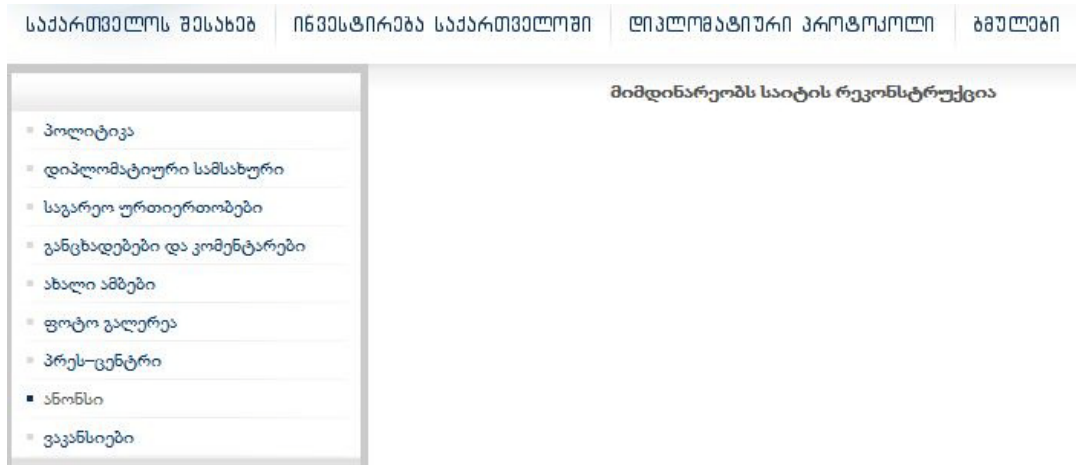 საქართველოს შესახებ
ინვესტირება საქართველოში
დიპლომატიური პროტოკოლი
ბმულები
მიმდინარეობს საიტის რეკონსტრუქცია
პოლიტიკა
დიპლომატიური სამსახური
საგარეო ურთიერთობები
განცხადებები და კომენტარები
ახალი ამბები
ფოტო გალერეა
პრეს–ცენტრი
ანონსი
ვაკანსიები